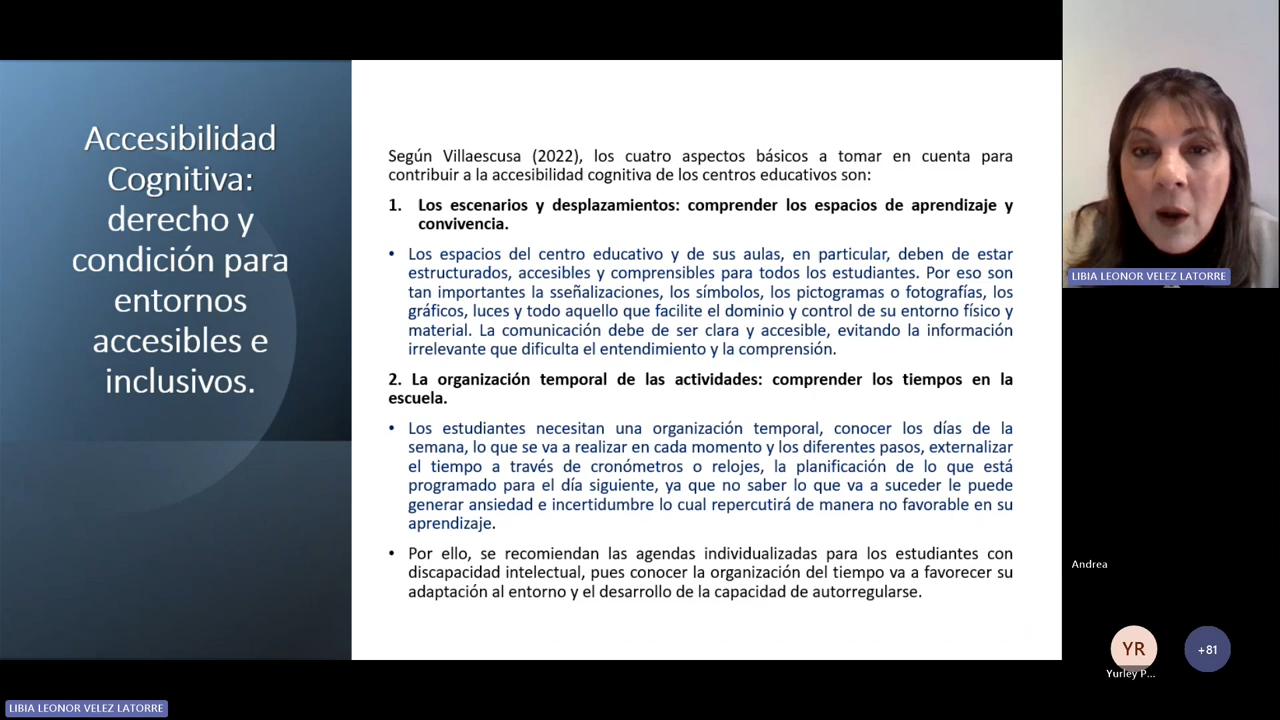 Accesibilidad
Cognitiva:
derecho y
condición para
entornos
accesibles e
inclusivos.
Según Villaescusa (2022), los cuatro aspectos básicos a tomar en cuenta para
contribuir a la accesibilidad cognitiva de los centros educativos son:
1. Los escenarios y desplazamientos: comprender los espacios de aprendizaje y
convivencia.
• Los espacios del centro educativo y de sus aulas, en particular, deben de estar
estructurados, accesibles y comprensibles para todos los estudiantes. Por eso son
tan importantes la sseñalizaciones, los símbolos, los pictogramas o fotografías, los
gráficos, luces y todo aquello que facilite el dominio y control de su entorno físico y
material. La comunicación debe de ser clara y accesible, evitando la información
irrelevante que dificulta el entendimiento y la comprensión.
2. La organización temporal de las actividades: comprender los tiempos en la
escuela.
• Los estudiantes necesitan una organización temporal, conocer los días de la
semana, lo que se va a realizar en cada momento y los diferentes pasos, externalizar
el tiempo a través de cronómetros o relojes, la planificación de lo que está
programado para el día siguiente, ya que no saber lo que va a suceder le puede
generar ansiedad e incertidumbre lo cual repercutirá de manera no favorable en su
aprendizaje.
• Por ello, se recomiendan las agendas individualizadas para los estudiantes con
discapacidad intelectual, pues conocer la organización del tiempo va a favorecer su
adaptación al entorno y el desarrollo de la capacidad de autorregularse.
LIBIA LEONOR VELEZ LATORRE
Andrea
YR
+81
Yurley P...
LIBIA LEONOR VELEZ LATORRE